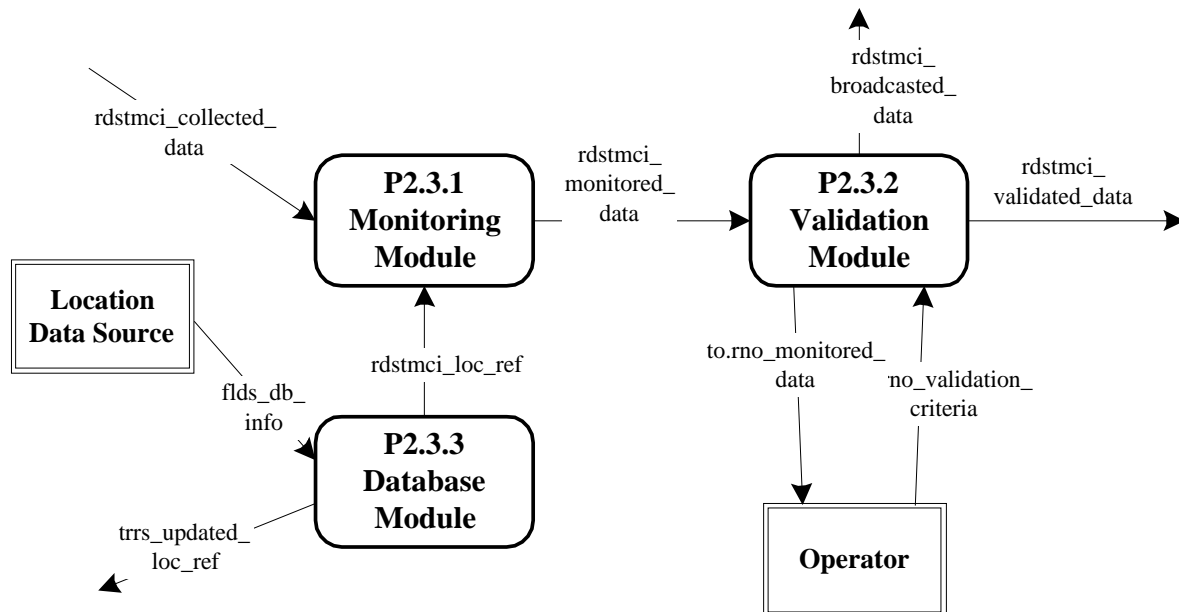 rdstmci_
broadcasted_
data
rdstmci_collected_
data
P2.3.1
Monitoring
Module
rdstmci_
monitored_
data
P2.3.2
Validation
Module
rdstmci_
validated_data
Location
Data Source
flds_db_
info
rdstmci_loc_ref
to.rno_monitored_
data
rno_validation_
criteria
P2.3.3
Database
Module
trrs_updated_
loc_ref
Operator